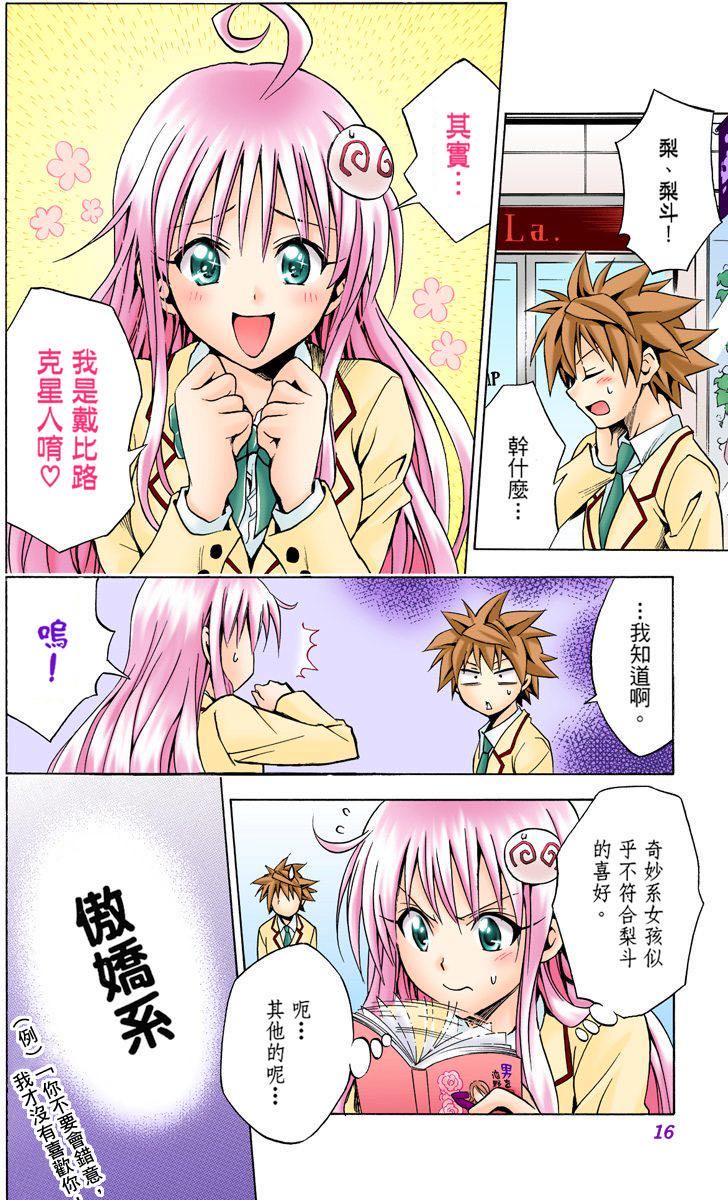 梨、梨斗！
La.
AP
幹什麼…
其實…
我是戴比路
克星人唷♡
…我知道啊。
嗚！
奇妙系女孩似
乎不符合梨斗
的喜好。
呃…
其他的呢…
男を
傲嬌系
（例）「你不要會錯意，
我才沒有喜歡你
16